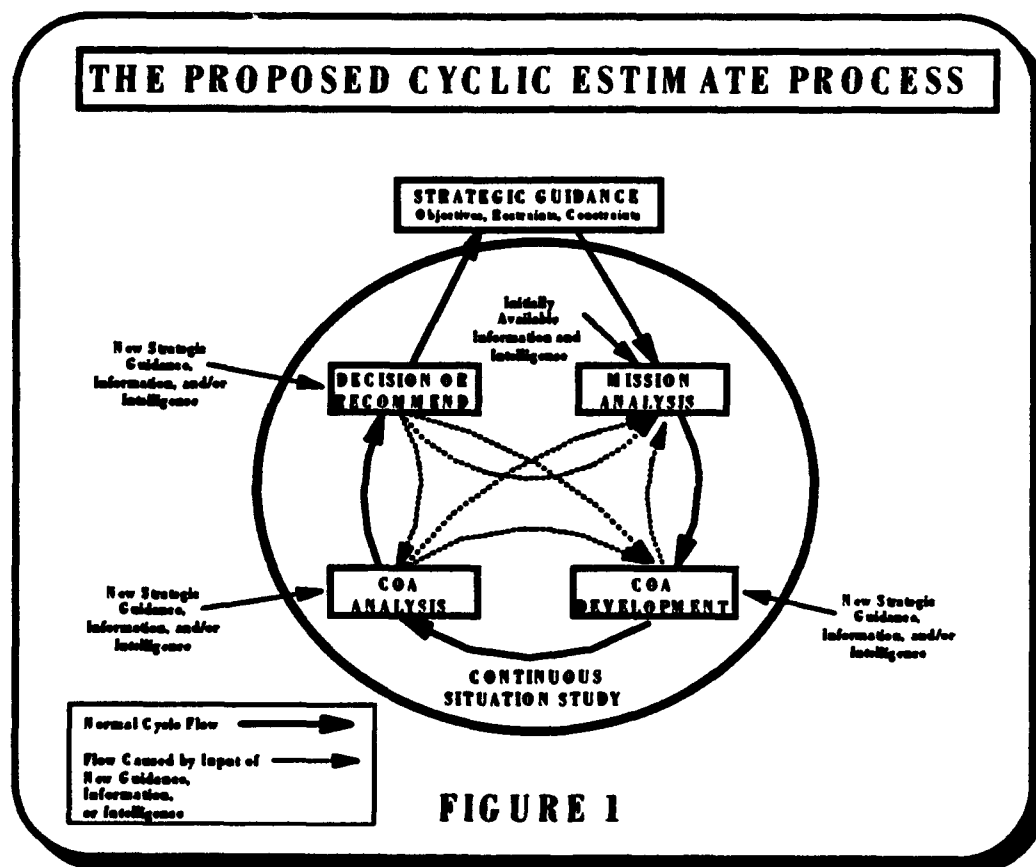 THE PROPOSED CYCLIC ESTIMATE PROCESS
STRATEGIC GUIDANCE
Objectives, Restraints, Constraints
Initially
Available
Information and
Intelligence
New Strategic
Guidance,
Information, and/or
Intelligence
DECISION OR
RECOMMEND
MISSION
ANALYSIS
New Strategic
Guidance,
Information, and/or
Intelligence
COA
ANALYSIS
COA
DEVELOPMENT
New Strategic
Guidance,
Information, and/or
Intelligence
CONTINUOUS
SITUATION STUDY
Normal Cycle Flow
Flow Caused by Input of
New Guidance,
Information,
or Intelligence
FIGURE 1